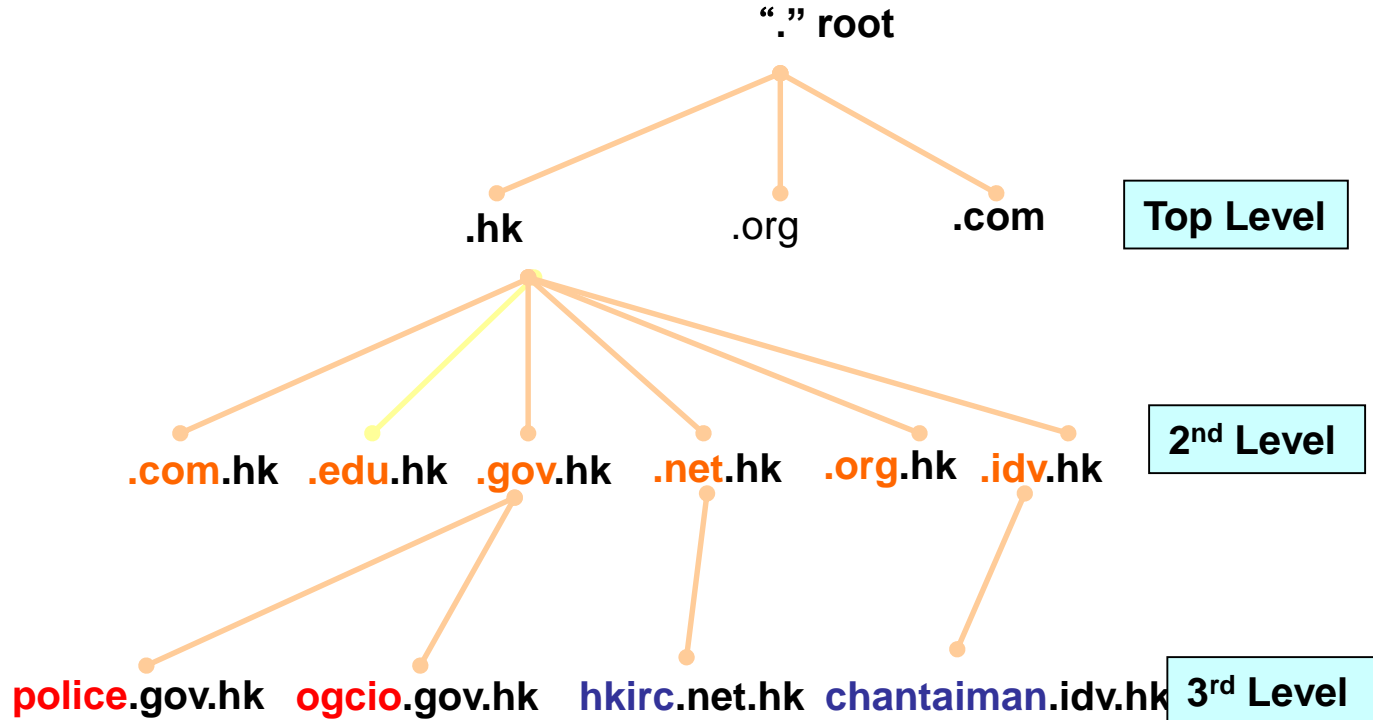 “.” root
.hk .org .com Top Level
.com.hk .edu.hk .gov.hk .net.hk .org.hk .idv.hk 2nd Level
police.gov.hk ogcio.gov.hk hkirc.net.hk chantaiman.idv.hk 3rd Level